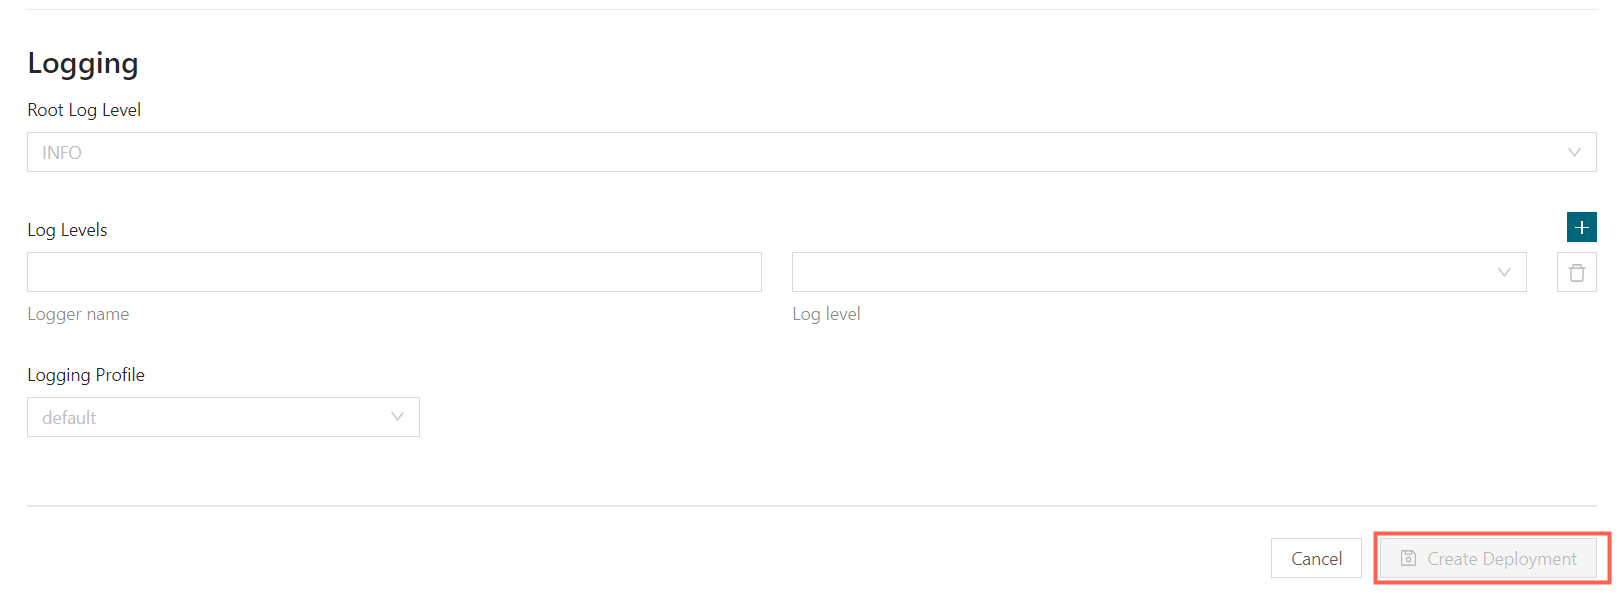 Logging
Root Log Level
INFO
Log Levels
Logger name
Log level
Logging Profile
default
Cancel
Create Deployment